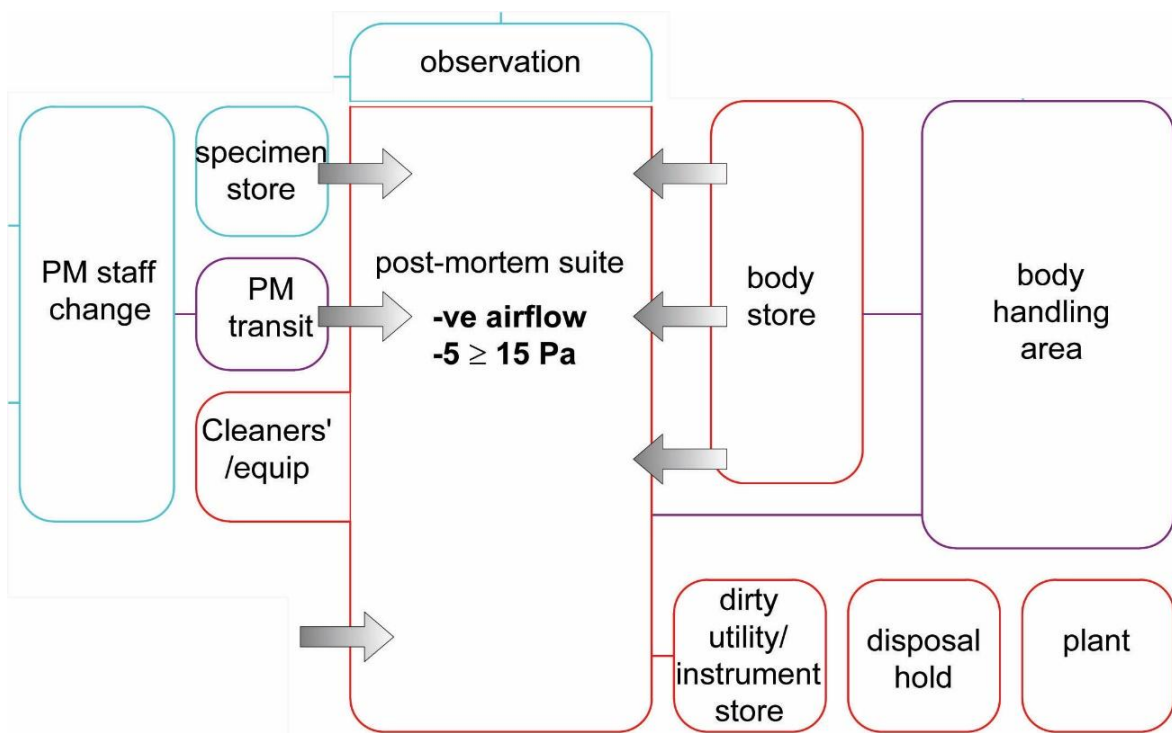 observation
specimen
store
PM staff
change
PM
transit
Cleaners'
/equip
post-mortem suite
-ve airflow
-5 ≥ 15 Pa
body
store
body
handling
area
dirty
utility/
instrument
store
disposal
hold
plant